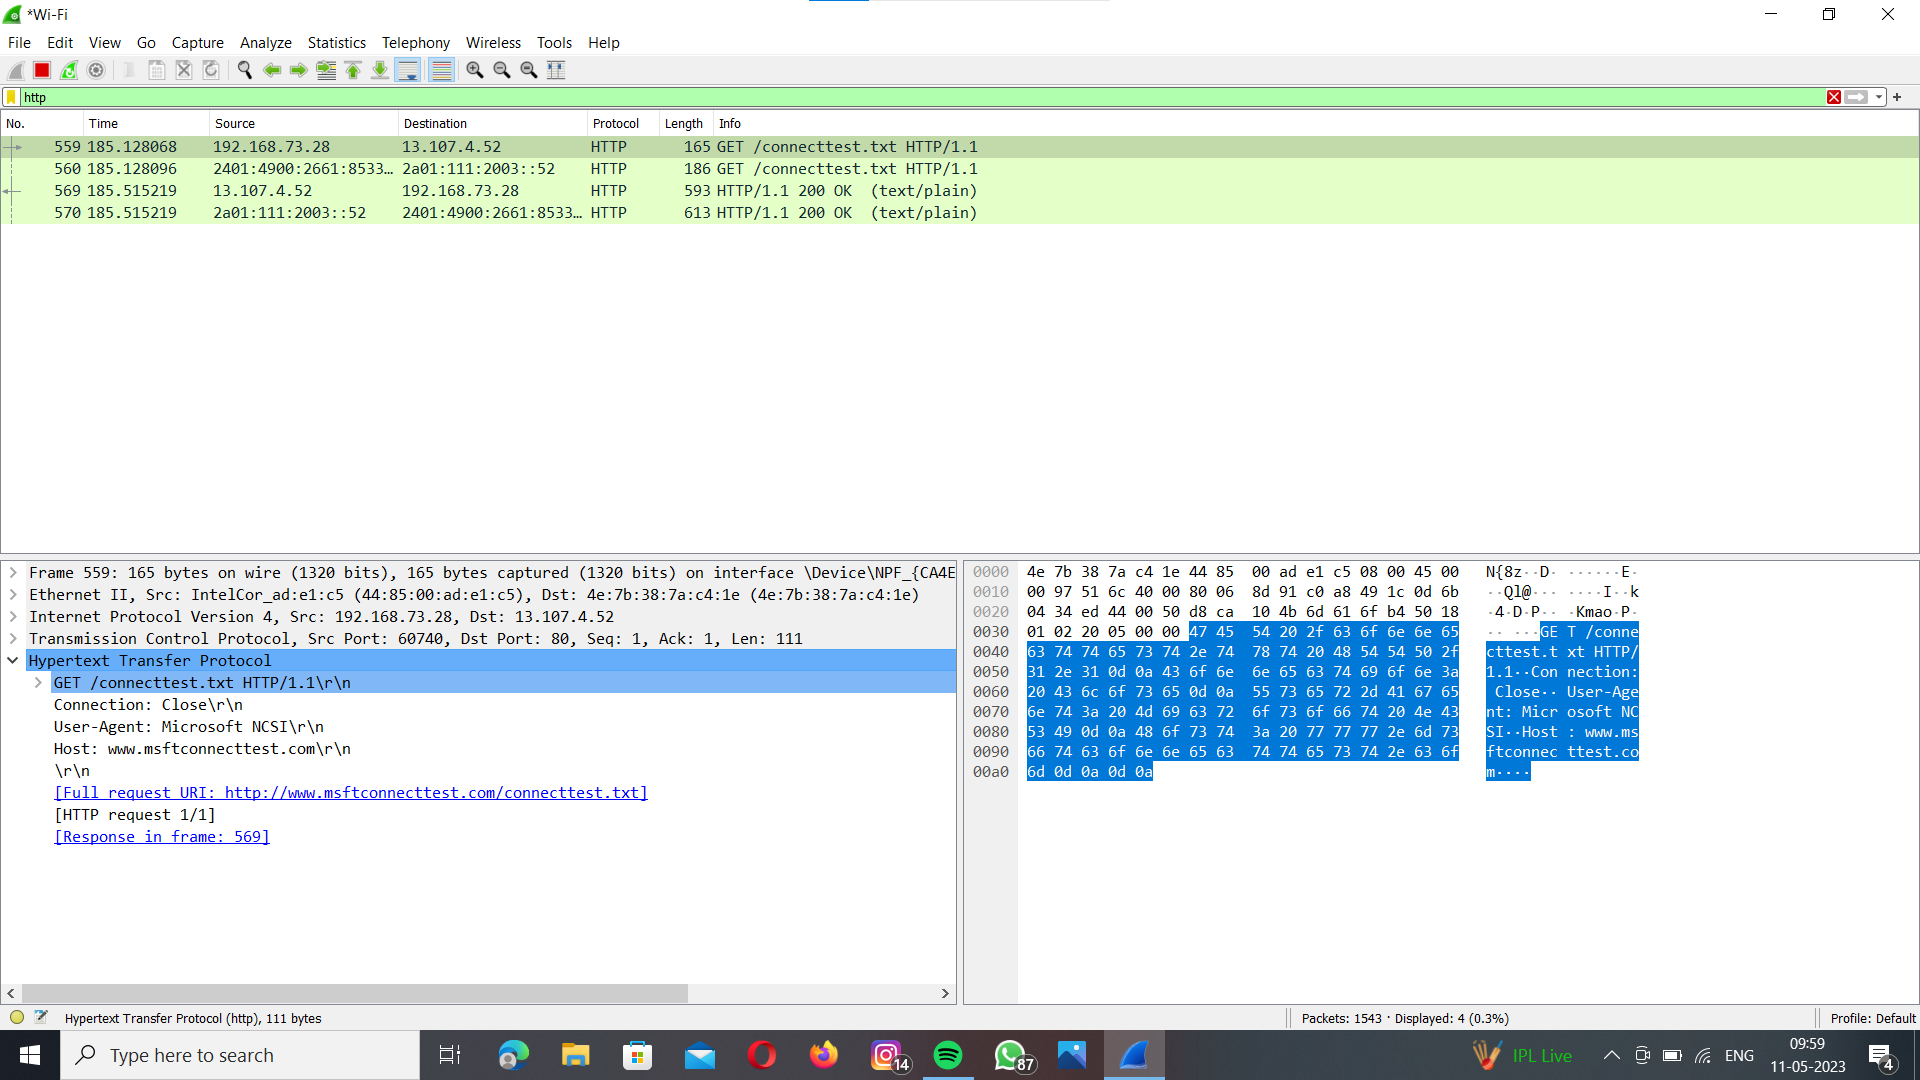 *Wi-Fi
File Edit View Go Capture Analyze Statistics Telephony Wireless Tools Help
http
No. Time Source Destination Protocol Length Info
559 185.128068 192.168.73.28 13.107.4.52 HTTP 165 GET /connecttest.txt HTTP/1.1
560 185.128096 2401:4900:2661:8533… 2a01:111:2003::52 HTTP 186 GET /connecttest.txt HTTP/1.1
569 185.515219 13.107.4.52 192.168.73.28 HTTP 593 HTTP/1.1 200 OK (text/plain)
570 185.515219 2a01:111:2003::52 2401:4900:2661:8533… HTTP 613 HTTP/1.1 200 OK (text/plain)
Frame 559: 165 bytes on wire (1320 bits), 165 bytes captured (1320 bits) on interface \Device\NPF_{CA4E
Ethernet II, Src: IntelCor_ad:e1:c5 (44:85:00:ad:e1:c5), Dst: 4e:7b:38:7a:c4:1e (4e:7b:38:7a:c4:1e)
Internet Protocol Version 4, Src: 192.168.73.28, Dst: 13.107.4.52
Transmission Control Protocol, Src Port: 60740, Dst Port: 80, Seq: 1, Ack: 1, Len: 111
Hypertext Transfer Protocol
GET /connecttest.txt HTTP/1.1\r\n
Connection: Close\r\n
User-Agent: Microsoft NCSI\r\n
Host: www.msftconnecttest.com\r\n
\r\n
[Full request URI: http://www.msftconnecttest.com/connecttest.txt]
[HTTP request 1/1]
[Response in frame: 569]
0000 4e 7b 38 7a c4 1e 44 85 00 ad e1 c5 08 00 45 00 N{8z··D· ······E·
0010 00 97 51 6c 40 00 80 06 8d 91 c0 a8 49 1c 0d 6b ··Ql@··· ····I··k
0020 04 34 ed 44 00 50 d8 ca 10 4b 6d 61 6f b4 50 18 ·4·D·P·· ·Kmao·P·
0030 01 02 20 05 00 00 47 45 54 20 2f 63 6f 6e 6e 65 ·· ···GE T /conne
0040 63 74 74 65 73 74 2e 74 78 74 20 48 54 54 50 2f cttest.t xt HTTP/
0050 31 2e 31 0d 0a 43 6f 6e 6e 65 63 74 69 6f 6e 3a 1.1··Con nection:
0060 20 43 6c 6f 73 65 0d 0a 55 73 65 72 2d 41 67 65 Close·· User-Age
0070 6e 74 3a 20 4d 69 63 72 6f 73 6f 66 74 20 4e 43 nt: Micr osoft NC
0080 53 49 0d 0a 48 6f 73 74 3a 20 77 77 77 2e 6d 73 SI··Host : www.ms
0090 66 74 63 6f 6e 6e 65 63 74 74 65 73 74 2e 63 6f ftconnec ttest.co
00a0 6d 0d 0a 0d 0a m····
Hypertext Transfer Protocol (http), 111 bytes
Packets: 1543 · Displayed: 4 (0.3%)
Profile: Default
Type here to search
14
87
IPL Live
ENG
09:59
11-05-2023
4